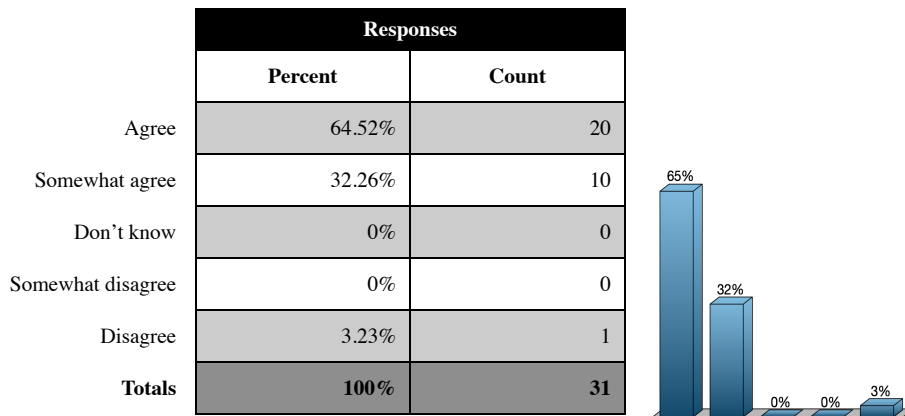 Responses
Percent Count
Agree 64.52% 20
Somewhat agree 32.26% 10
Don’t know 0% 0
Somewhat disagree 0% 0
Disagree 3.23% 1
Totals 100% 31
65%
32%
0% 0% 3%